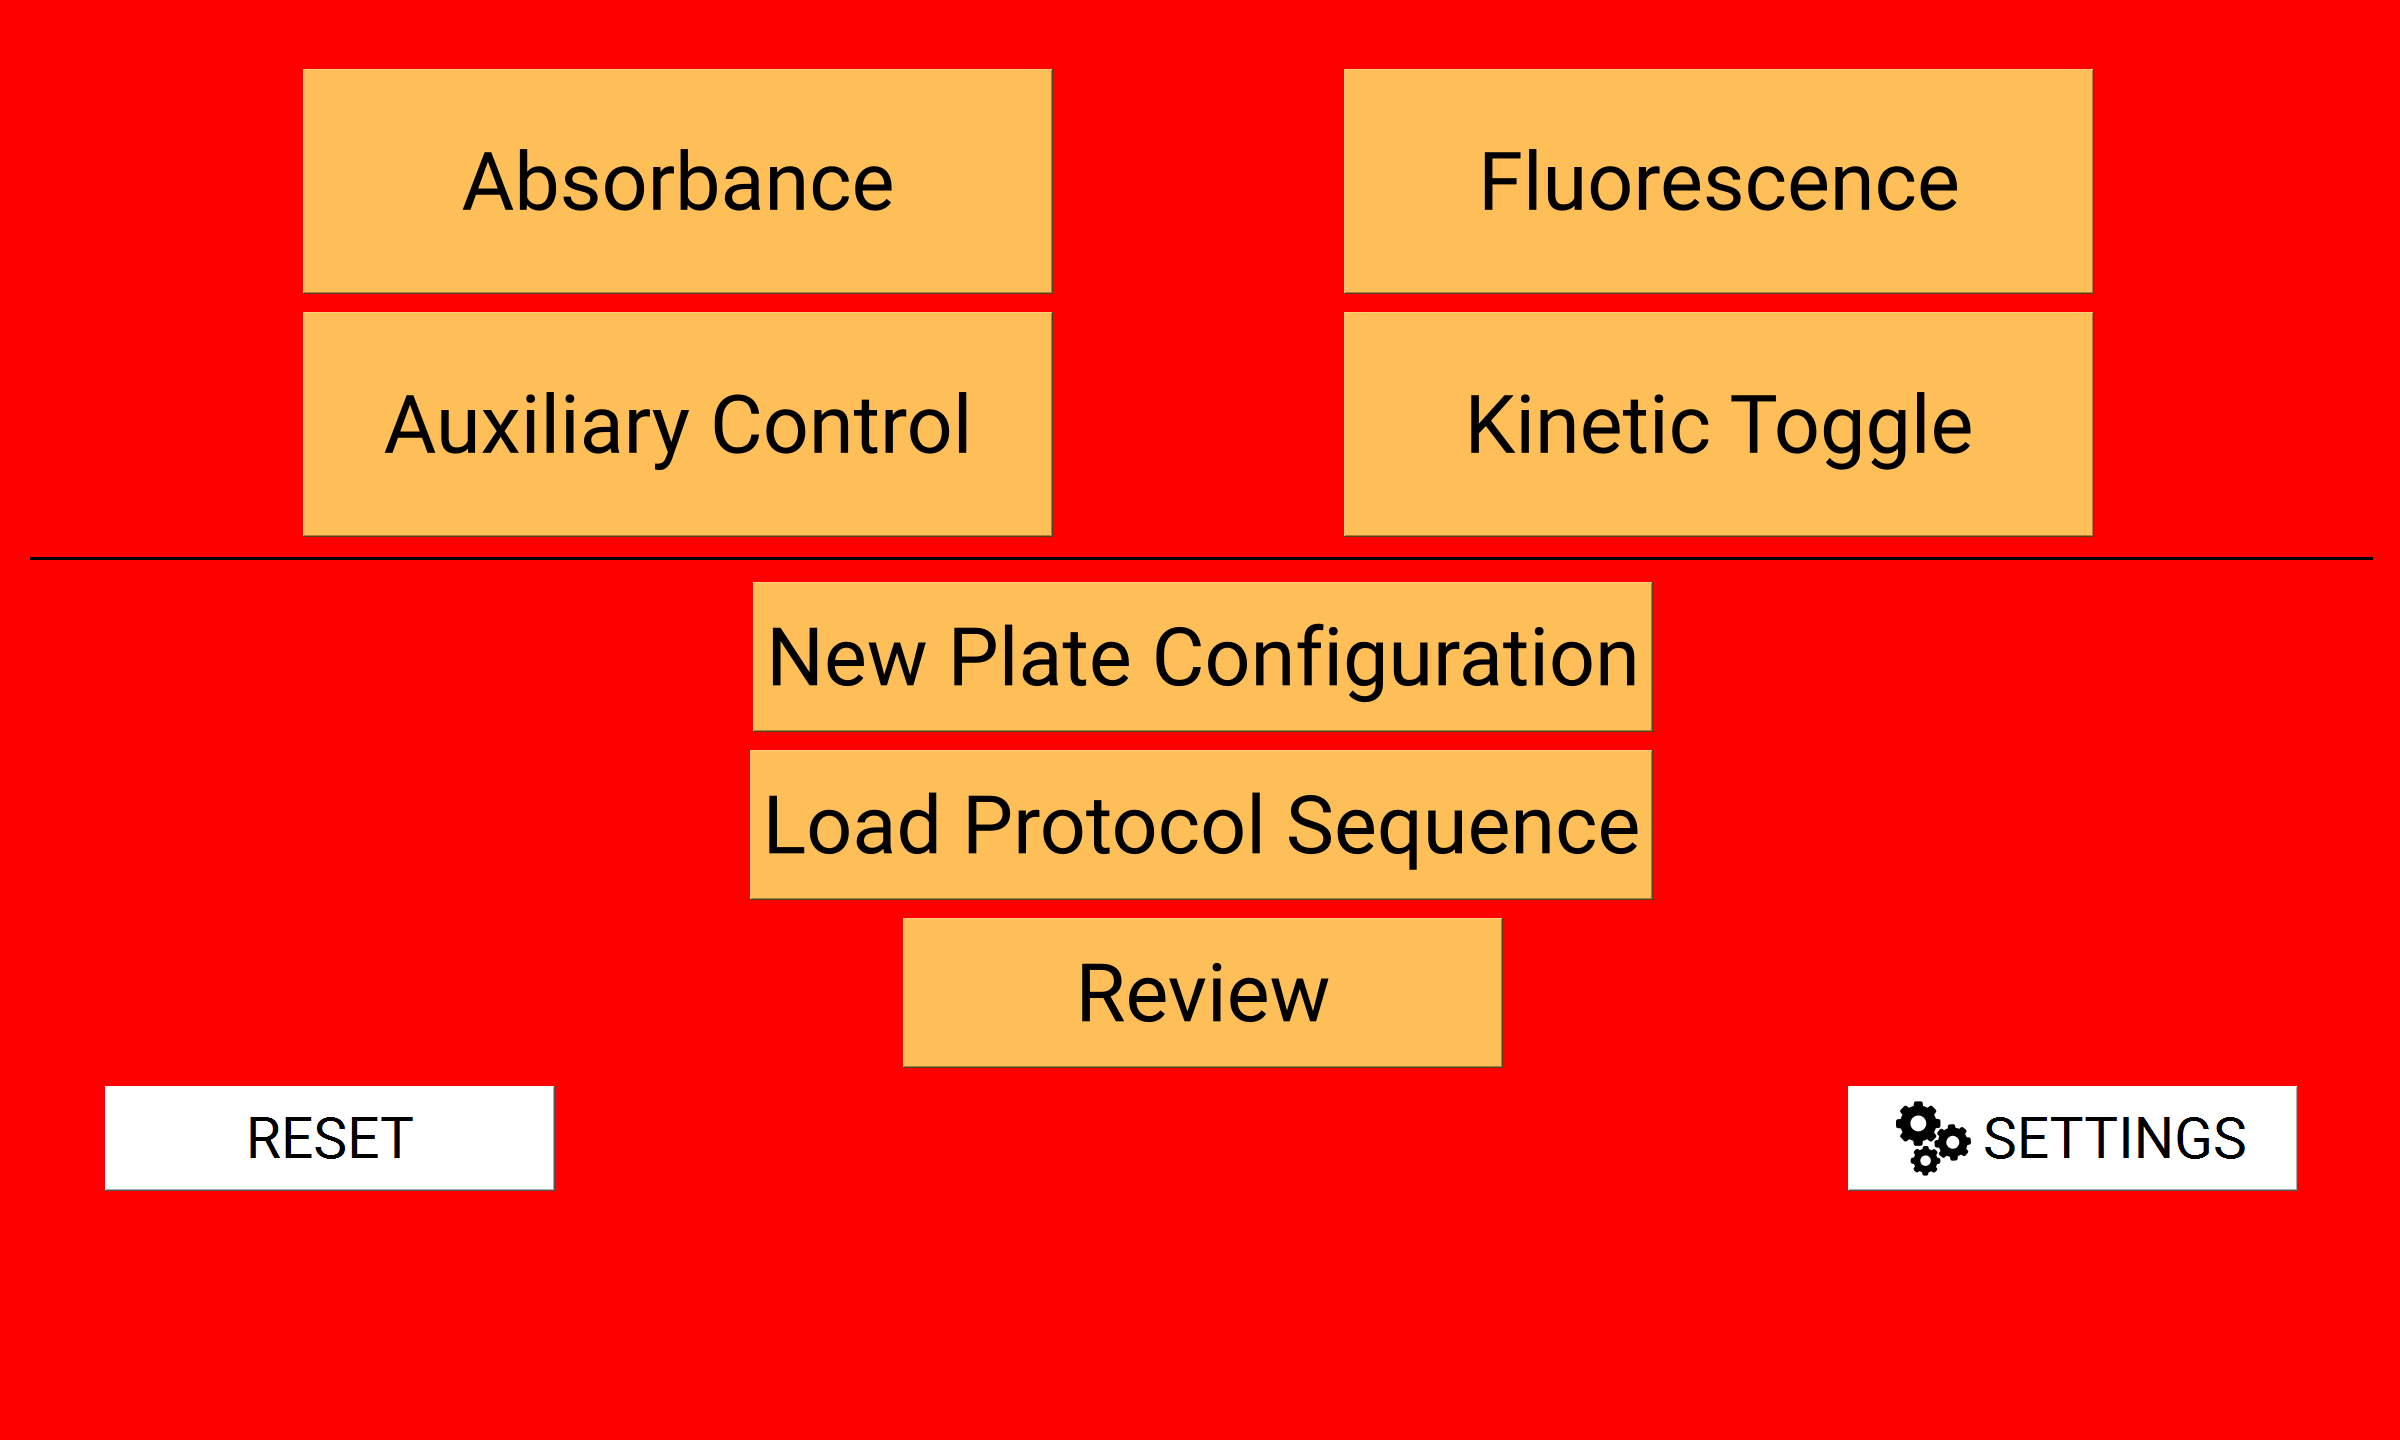 Absorbance
Fluorescence
Auxiliary Control
Kinetic Toggle
New Plate Configuration
Load Protocol Sequence
Review
RESET
SETTINGS